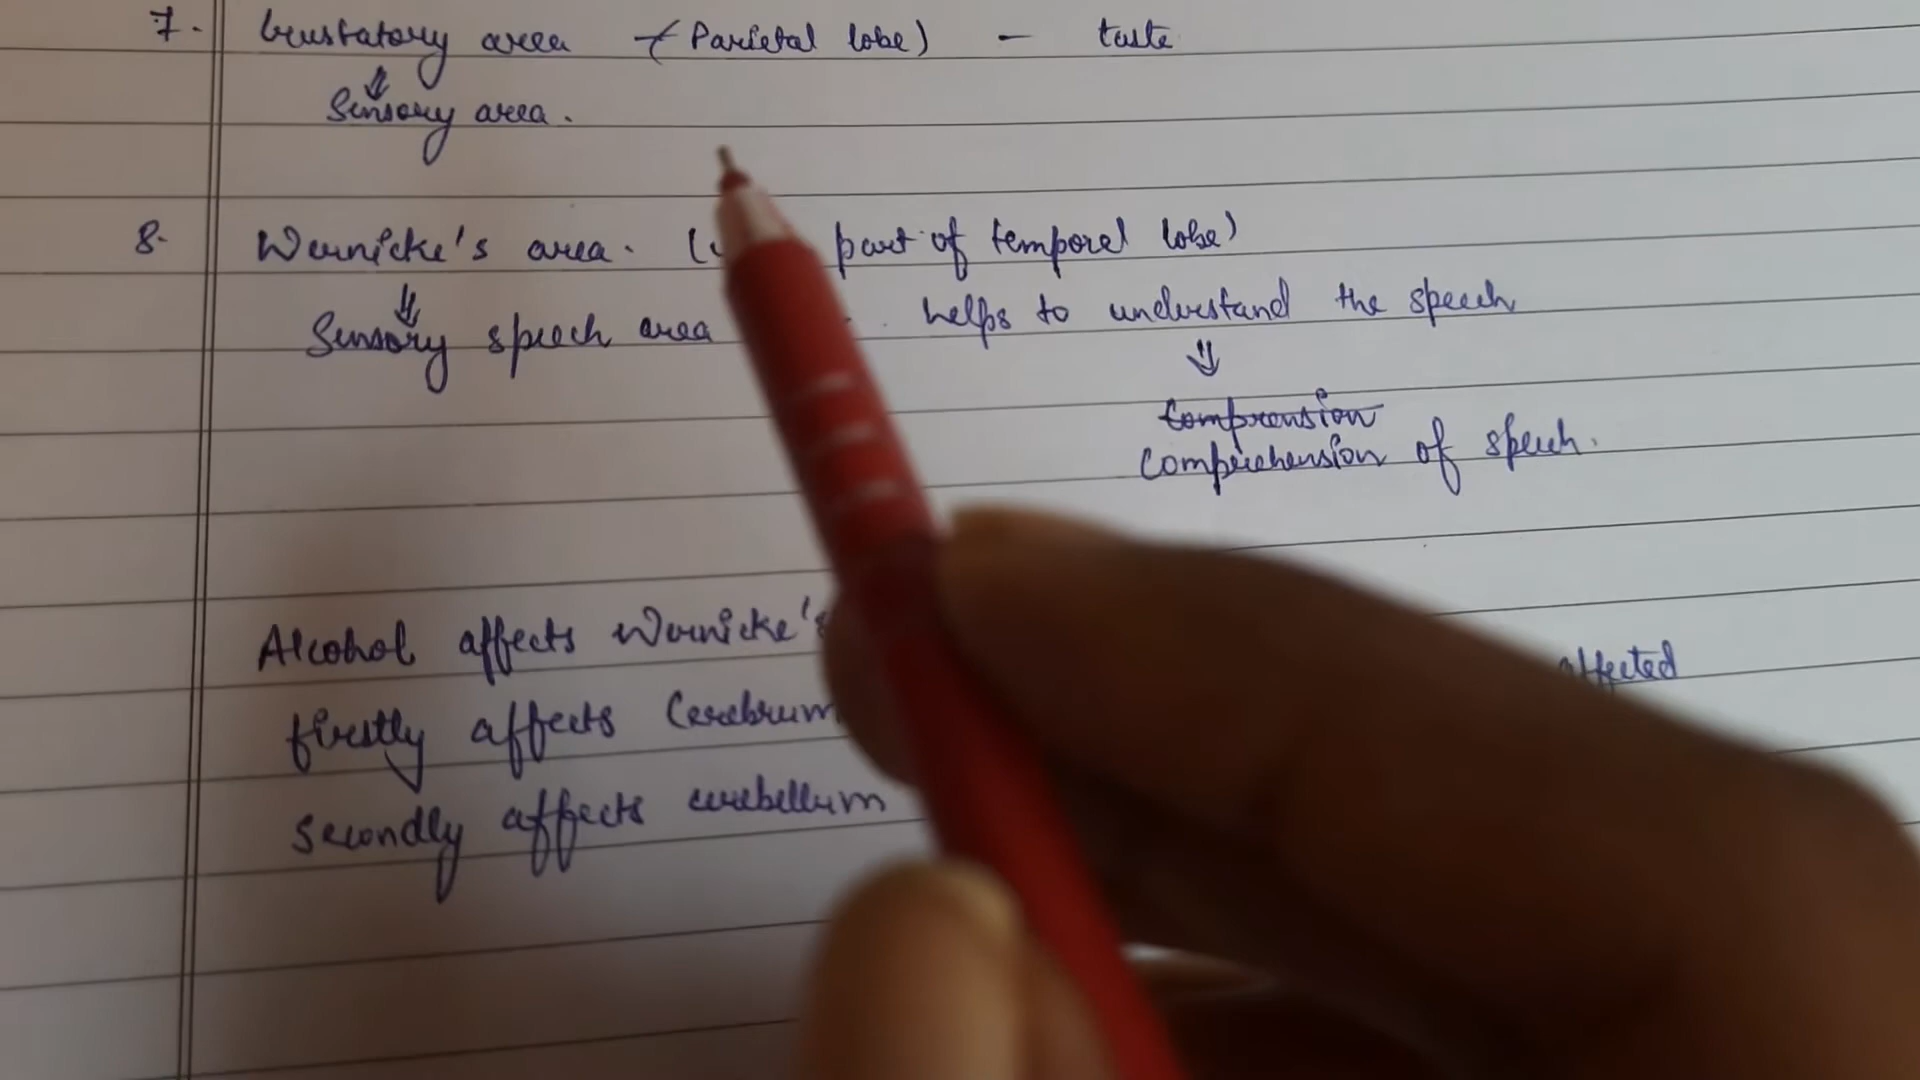 7. Gustatory area - (Parietal lobe) - taste
⇓
Sensory area.
8. Wernicke's area. ( part of temporal lobe)
⇓
Sensory speech area helps to understand the speech
⇓
Comprension
Comprehension of speech.
Alcohol affects Wernicke's affected
firstly affects Cerebrum
secondly affects cerebellum